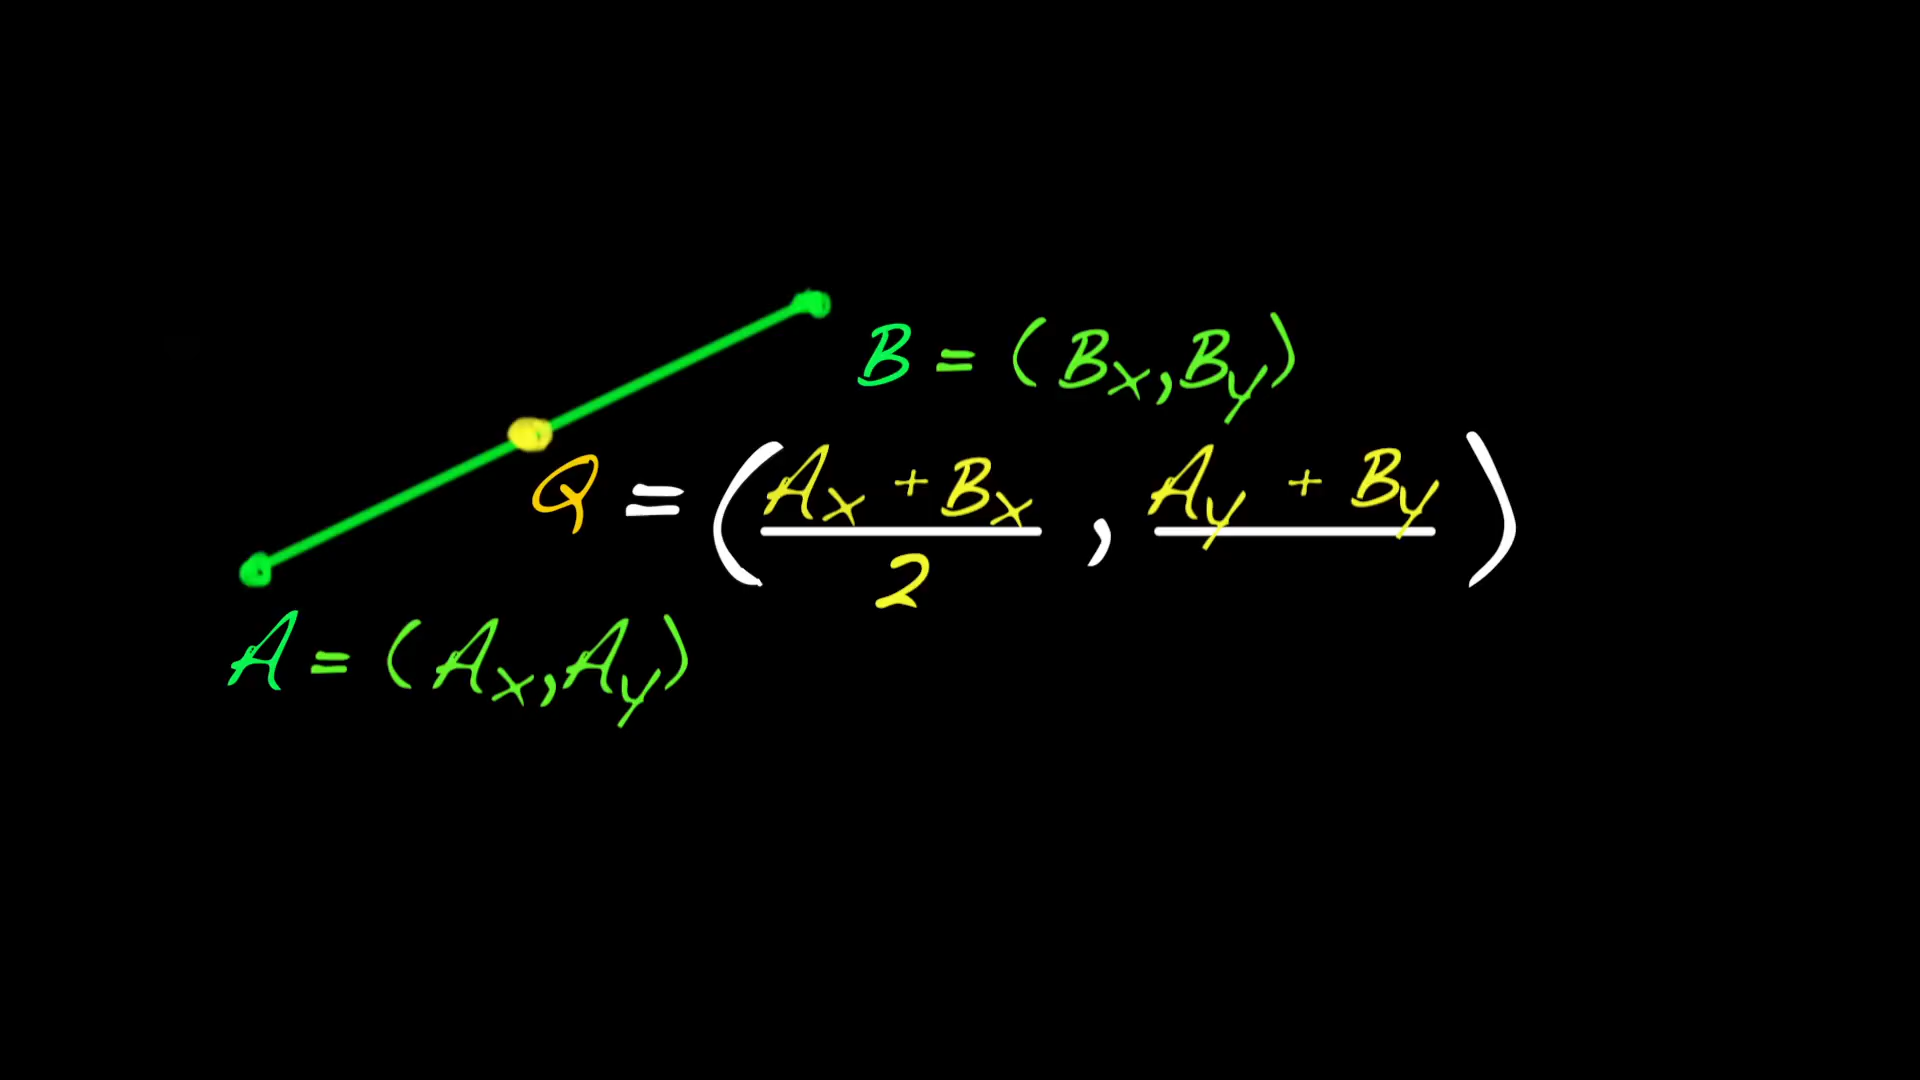 B = (Bx, By)
Q = (Ax + Bx / 2 , Ay + By / )
A = (Ax, Ay)